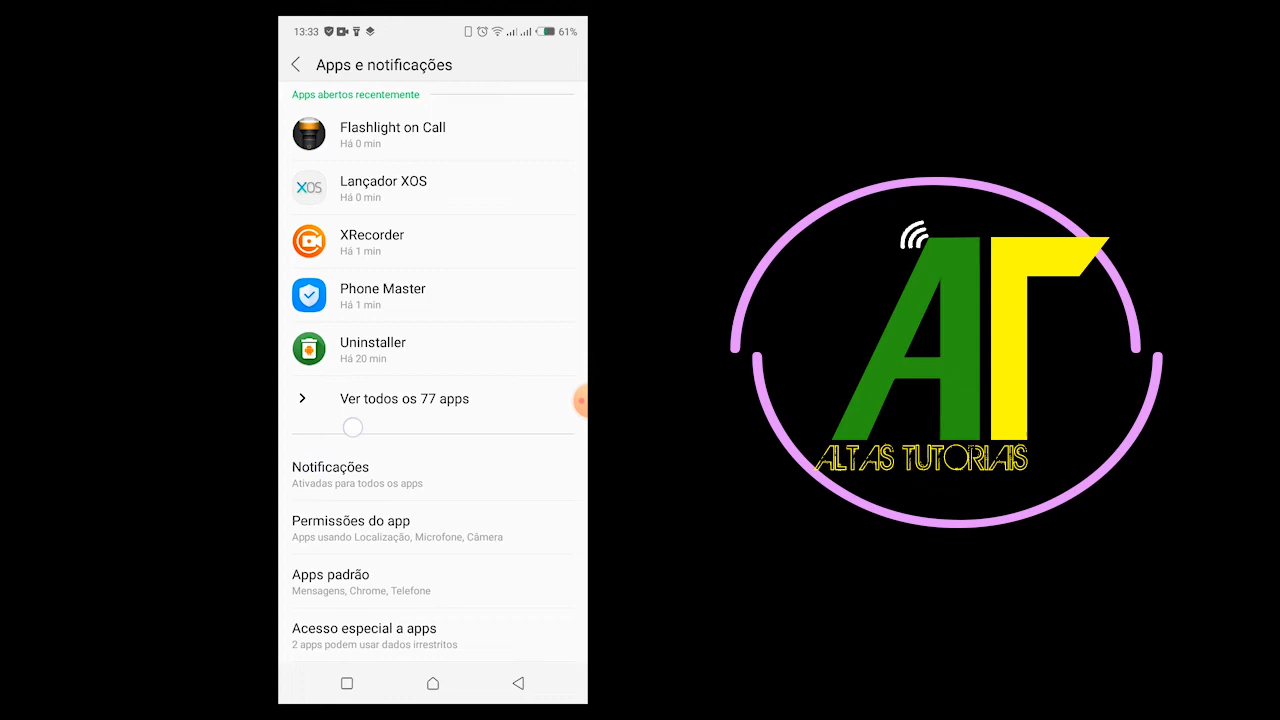 13:33
61%
Apps e notificações
Apps abertos recentemente
Flashlight on Call
Há 0 min
XOS
Lançador XOS
Há 0 min
XRecorder
Há 1 min
Phone Master
Há 1 min
Uninstaller
Há 20 min
Ver todos os 77 apps
Notificações
Ativadas para todos os apps
Permissões do app
Apps usando Localização, Microfone, Câmera
Apps padrão
Mensagens, Chrome, Telefone
Acesso especial a apps
2 apps podem usar dados irrestritos
AT
ALTAS TUTORIAIS